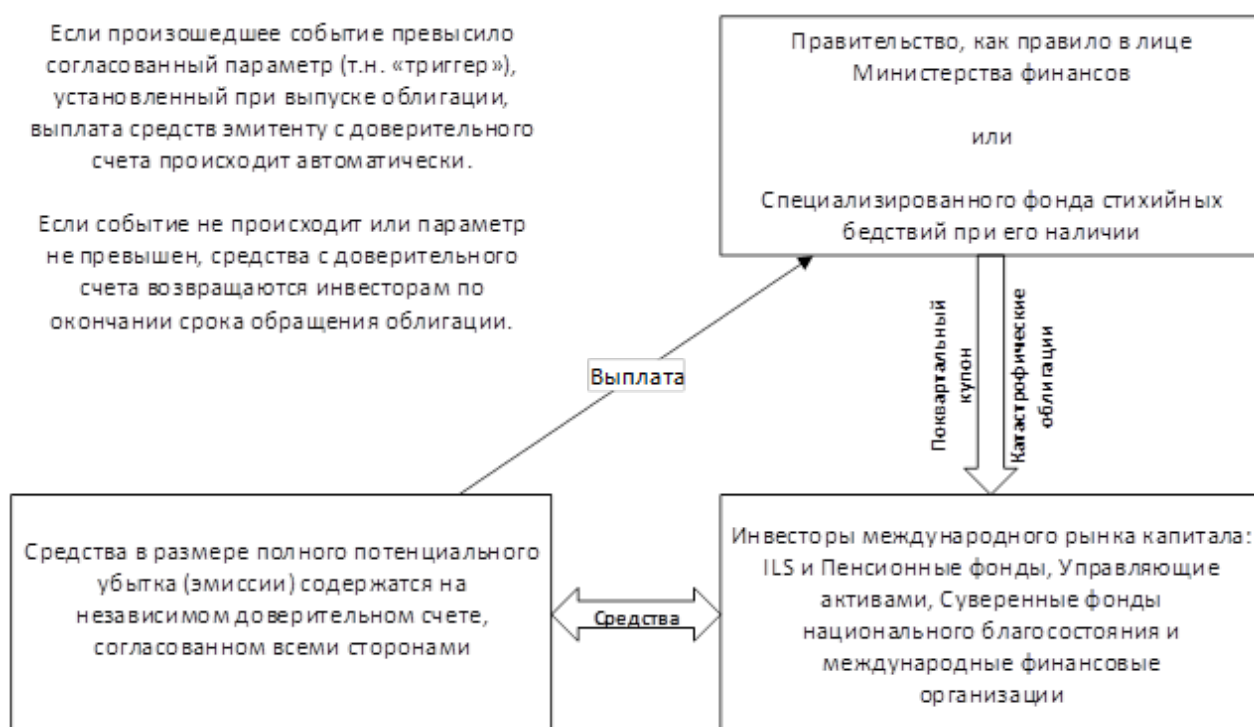 Если произошедшее событие превысило
согласованный параметр (т.н. «триггер»),
установленный при выпуске облигации,
выплата средств эмитенту с доверительного
счета происходит автоматически.
Если событие не происходит или параметр
не превышен, средства с доверительного
счета возвращаются инвесторам по
окончании срока обращения облигации.
Правительство, как правило в лице
Министерства финансов
или
Специализированного фонда стихийных
бедствий при его наличии
Выплата
Поквартальный
купон
Катастрофические
облигации
Средства в размере полного потенциального
убытка (эмиссии) содержатся на
независимом доверительном счете,
согласованном всеми сторонами
Средства
Инвесторы международного рынка капитала:
ILS и Пенсионные фонды, Управляющие
активами, Суверенные фонды
национального благосостояния и
международные финансовые
организации